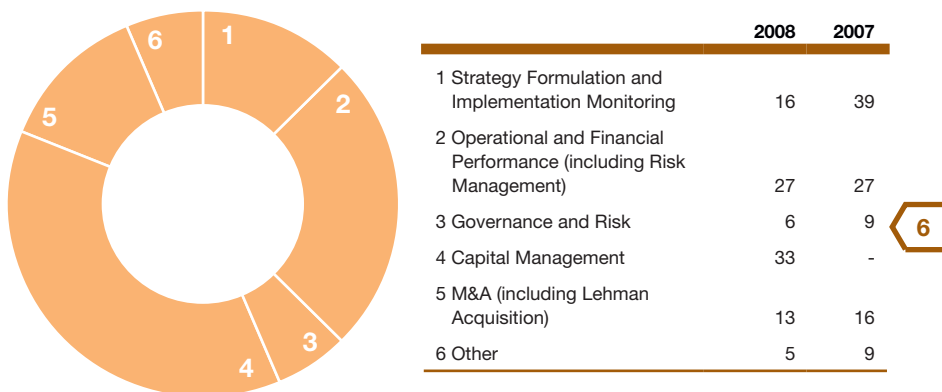 1
2
3
4
5
6
2008 2007
1 Strategy Formulation and
Implementation Monitoring 16 39
2 Operational and Financial
Performance (including Risk
Management) 27 27
3 Governance and Risk 6 9
4 Capital Management 33 -
5 M&A (including Lehman
Acquisition) 13 16
6 Other 5 9
6